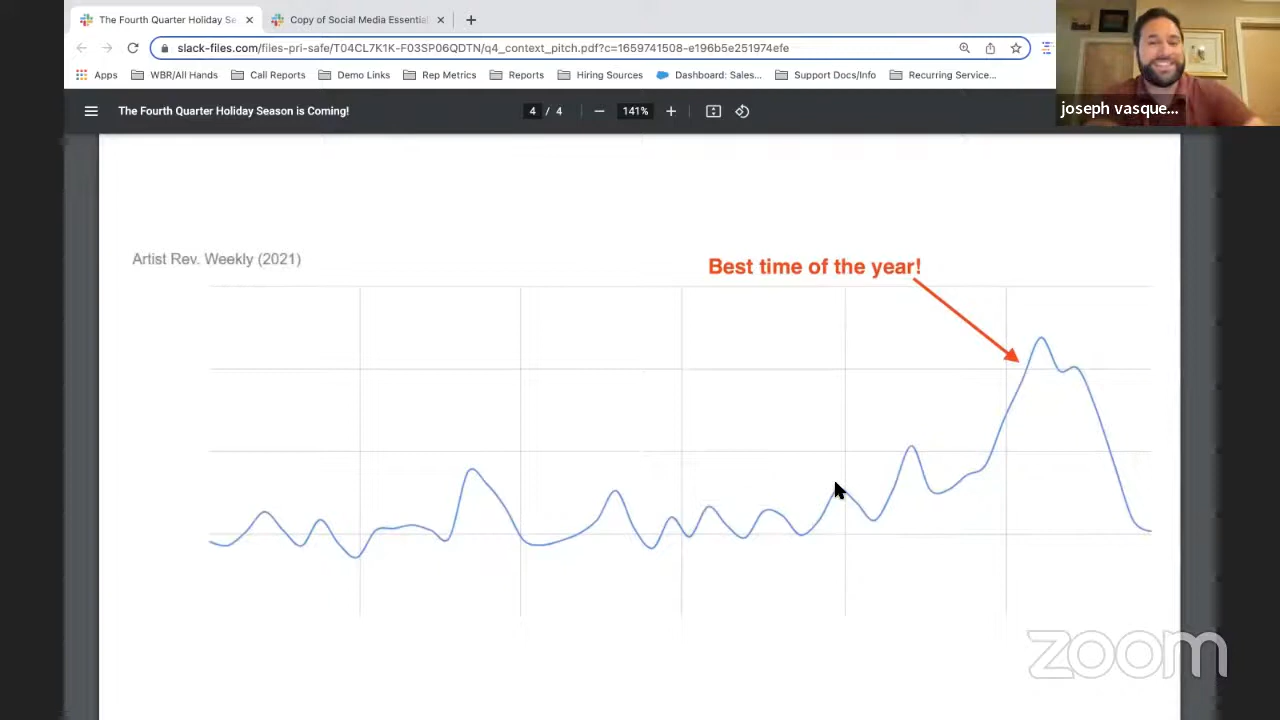 The Fourth Quarter Holiday Se
Copy of Social Media Essential
slack-files.com/files-pri-safe/T04CL7K1K-F03SP06QDTN/q4_context_pitch.pdf?c=1659741508-e196b5e251974efe
Apps WBR/All Hands Call Reports Demo Links Rep Metrics Reports Hiring Sources Dashboard: Sales... Support Docs/Info Recurring Service...
joseph vasque...
The Fourth Quarter Holiday Season is Coming! 4 / 4 141%
Artist Rev. Weekly (2021)
Best time of the year!
zoom